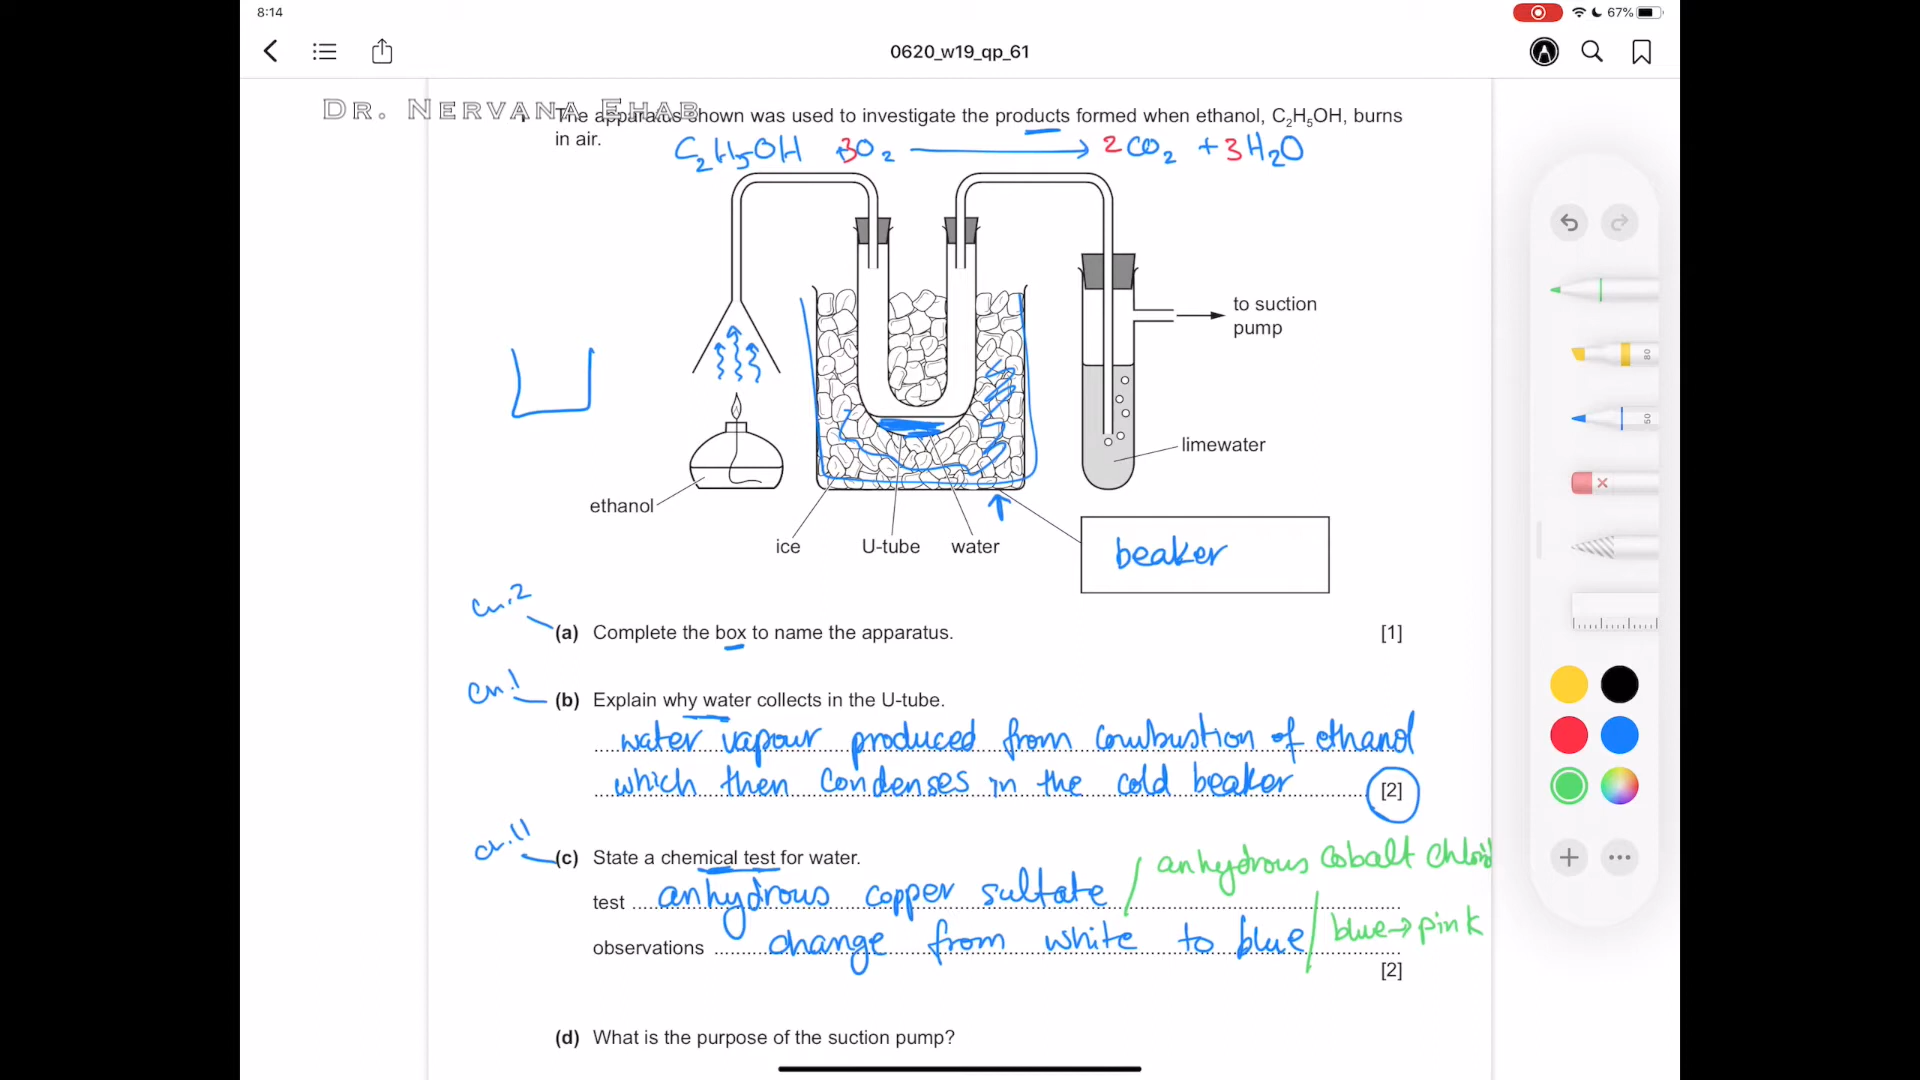 8:14
67%
0620_w19_qp_61
DR. NERVANA EHAB
The apparatus shown was used to investigate the products formed when ethanol, C₂H₅OH, burns
in air.
C₂H₅OH + 3O₂ → 2CO₂ + 3H₂O
to suction
pump
limewater
ethanol
ice U-tube water
beaker
(a) Complete the box to name the apparatus. [1]
(b) Explain why water collects in the U-tube.
water vapour produced from combustion of ethanol
which then condenses in the cold beaker [2]
(c) State a chemical test for water.
/ anhydrous cobalt chlorid
test anhydrous copper sulfate
observations change from white to blue / blue → pink
[2]
(d) What is the purpose of the suction pump?
80
50